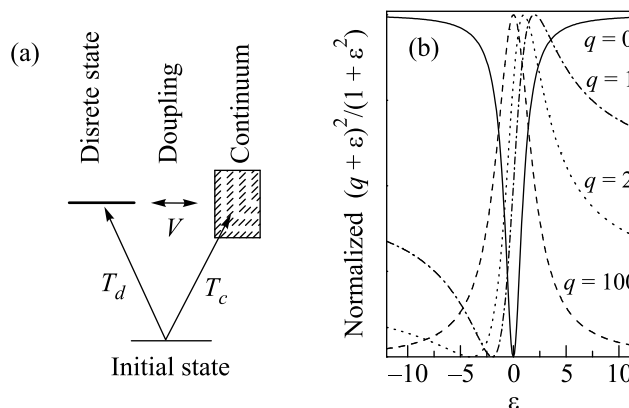 (a)
Disrete state
Doupling
Continuum
V
T_d
T_c
Initial state
(b)
Normalized (q + ε)²/(1 + ε²)
q = 0
q = 1
q = 2
q = 100
−10
−5
0
5
10
ε